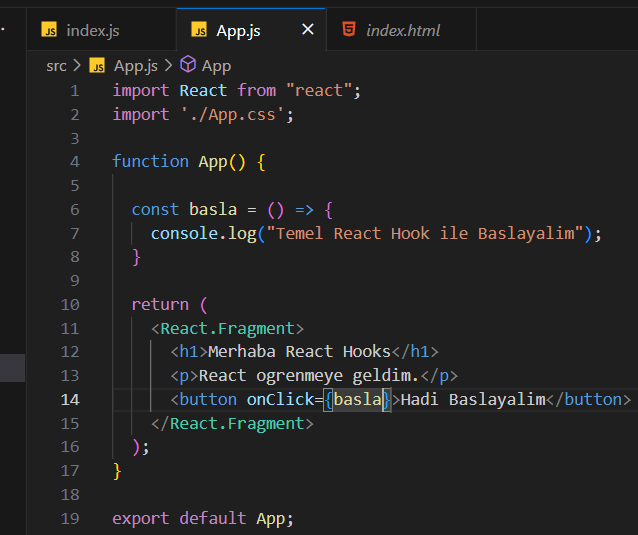 JS index.js JS App.js × index.html
src > JS App.js > App
1 import React from "react";
2 import './App.css';
3
4 function App() {
5
6 const basla = () => {
7 console.log("Temel React Hook ile Baslayalim");
8 }
9
10 return (
11 <React.Fragment>
12 <h1>Merhaba React Hooks</h1>
13 <p>React ogrenmeye geldim.</p>
14 <button onClick={basla}>Hadi Baslayalim</button>
15 </React.Fragment>
16 );
17 }
18
19 export default App;